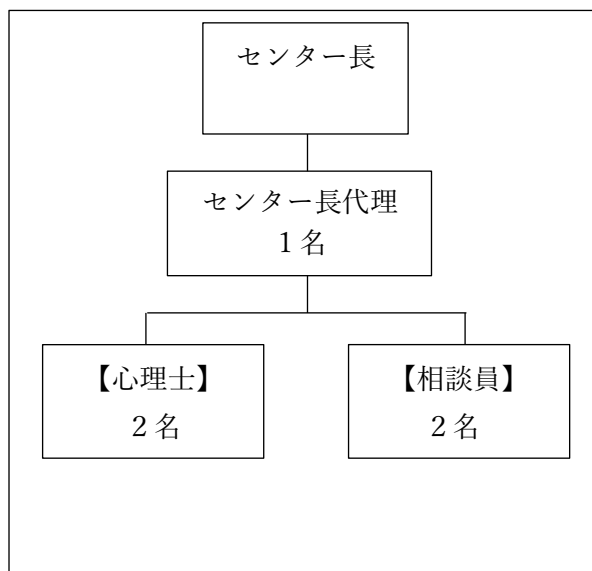 センター長
センター長代理
１名
【心理士】
２名
【相談員】
２名